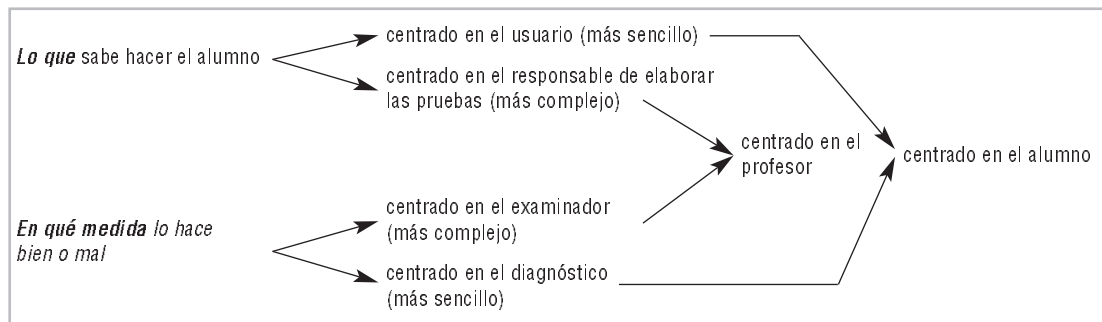 Lo que sabe hacer el alumno
centrado en el usuario (más sencillo)
centrado en el responsable de elaborar
las pruebas (más complejo)
centrado en el
profesor
centrado en el alumno
En qué medida lo hace
bien o mal
centrado en el examinador
(más complejo)
centrado en el diagnóstico
(más sencillo)